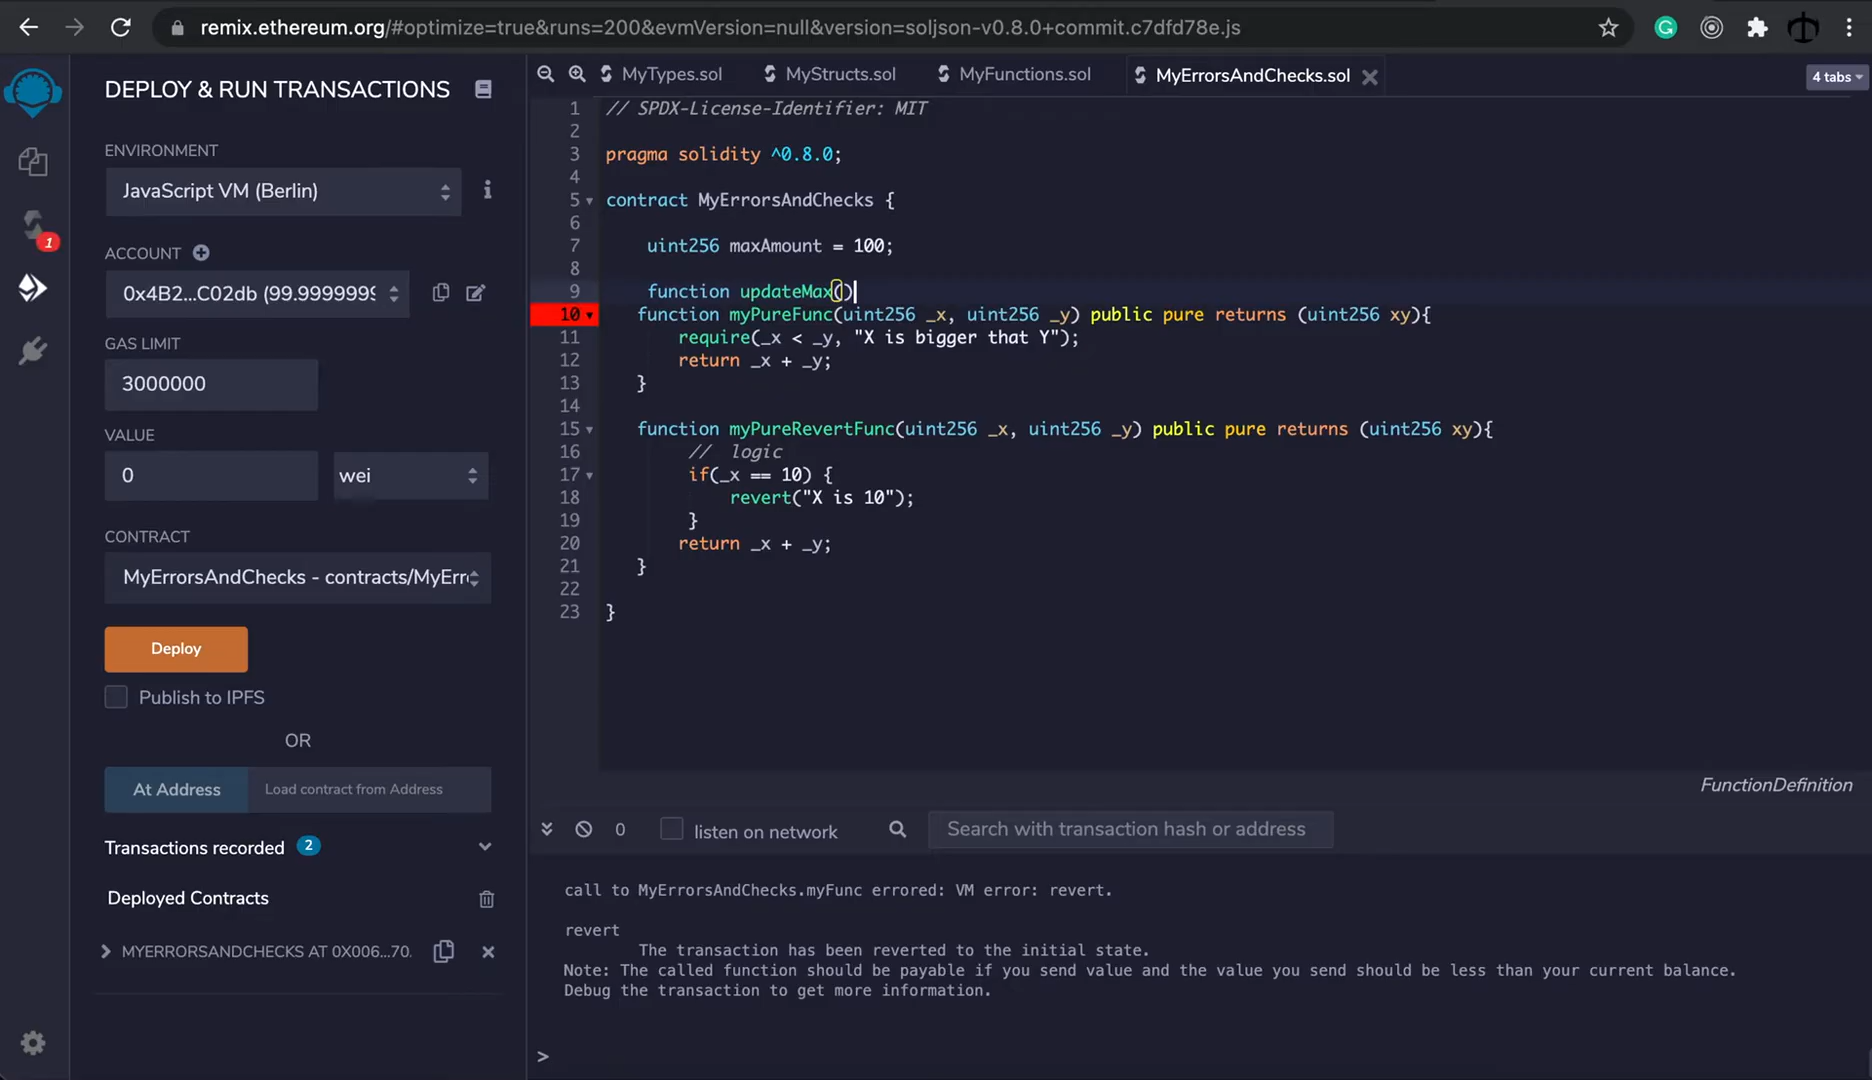 remix.ethereum.org/#optimize=true&runs=200&evmVersion=null&version=soljson-v0.8.0+commit.c7dfd78e.js
DEPLOY & RUN TRANSACTIONS
ENVIRONMENT
JavaScript VM (Berlin)
ACCOUNT
0x4B2...C02db (99.9999999
GAS LIMIT
3000000
VALUE
0
wei
CONTRACT
MyErrorsAndChecks - contracts/MyErr
Deploy
Publish to IPFS
OR
At Address
Load contract from Address
Transactions recorded 2
Deployed Contracts
MYERRORSANDCHECKS AT 0X006...70.
1
MyTypes.sol
MyStructs.sol
MyFunctions.sol
MyErrorsAndChecks.sol
4 tabs
1 // SPDX-License-Identifier: MIT
2
3 pragma solidity ^0.8.0;
4
5 contract MyErrorsAndChecks {
6
7 uint256 maxAmount = 100;
8
9 function updateMax()
10 function myPureFunc(uint256 _x, uint256 _y) public pure returns (uint256 xy){
11 require(_x < _y, "X is bigger that Y");
12 return _x + _y;
13 }
14
15 function myPureRevertFunc(uint256 _x, uint256 _y) public pure returns (uint256 xy){
16 // logic
17 if(_x == 10) {
18 revert("X is 10");
19 }
20 return _x + _y;
21 }
22
23 }
FunctionDefinition
0
listen on network
Search with transaction hash or address
call to MyErrorsAndChecks.myFunc errored: VM error: revert.
revert
The transaction has been reverted to the initial state.
Note: The called function should be payable if you send value and the value you send should be less than your current balance.
Debug the transaction to get more information.
>